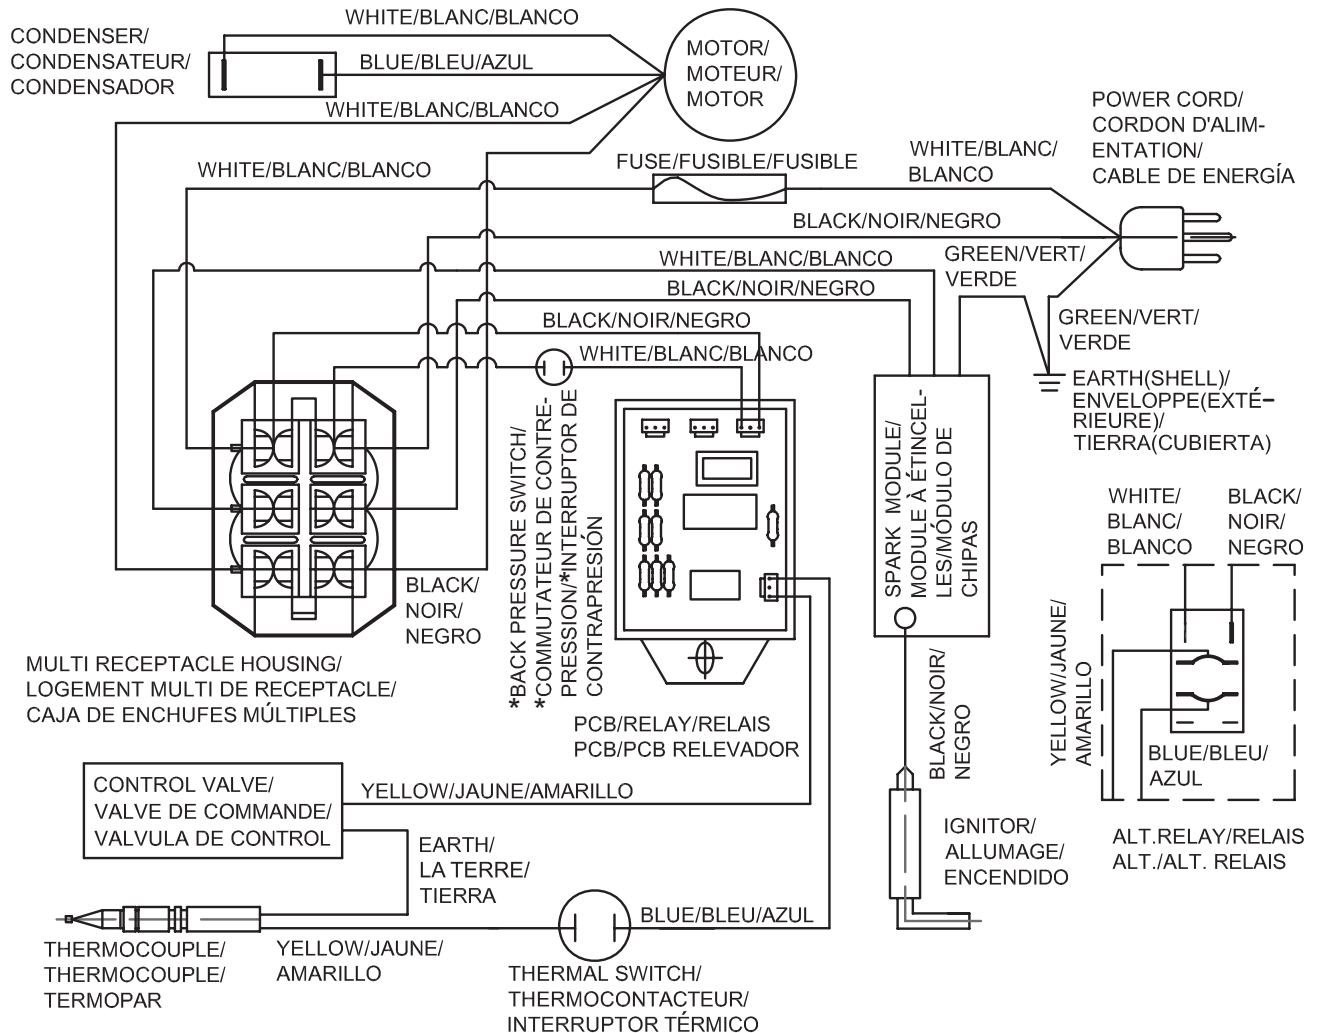 WHITE/BLANC/BLANCO
CONDENSER/
CONDENSATEUR/
CONDENSADOR
BLUE/BLEU/AZUL
WHITE/BLANC/BLANCO
MOTOR/
MOTEUR/
MOTOR
POWER CORD/
CORDON D'ALIM-
ENTATION/
CABLE DE ENERGÍA
WHITE/BLANC/BLANCO
FUSE/FUSIBLE/FUSIBLE
WHITE/BLANC/
BLANCO
BLACK/NOIR/NEGRO
WHITE/BLANC/BLANCO
GREEN/VERT/
VERDE
BLACK/NOIR/NEGRO
BLACK/NOIR/NEGRO
GREEN/VERT/
VERDE
WHITE/BLANC/BLANCO
EARTH(SHELL)/
ENVELOPPE(EXTÉ-
RIEURE)/
TIERRA(CUBIERTA)
*BACK PRESSURE SWITCH/
*COMMUTATEUR DE CONTRE-
PRESSION/*INTERRUPTOR DE
CONTRAPRESIÓN
SPARK MODULE/
MODULE À ÉTINCEL-
LES/MÓDULO DE
CHIPAS
WHITE/
BLANC/
BLANCO
BLACK/
NOIR/
NEGRO
BLACK/
NOIR/
NEGRO
MULTI RECEPTACLE HOUSING/
LOGEMENT MULTI DE RECEPTACLE/
CAJA DE ENCHUFES MÚLTIPLES
PCB/RELAY/RELAIS
PCB/PCB RELEVADOR
BLACK/NOIR/
NEGRO
YELLOW/JAUNE/
AMARILLO
BLUE/BLEU/
AZUL
CONTROL VALVE/
VALVE DE COMMANDE/
VALVULA DE CONTROL
YELLOW/JAUNE/AMARILLO
EARTH/
LA TERRE/
TIERRA
IGNITOR/
ALLUMAGE/
ENCENDIDO
ALT.RELAY/RELAIS
ALT./ALT. RELAIS
BLUE/BLEU/AZUL
THERMOCOUPLE/
THERMOCOUPLE/
TERMOPAR
YELLOW/JAUNE/
AMARILLO
THERMAL SWITCH/
THERMOCONTACTEUR/
INTERRUPTOR TÉRMICO